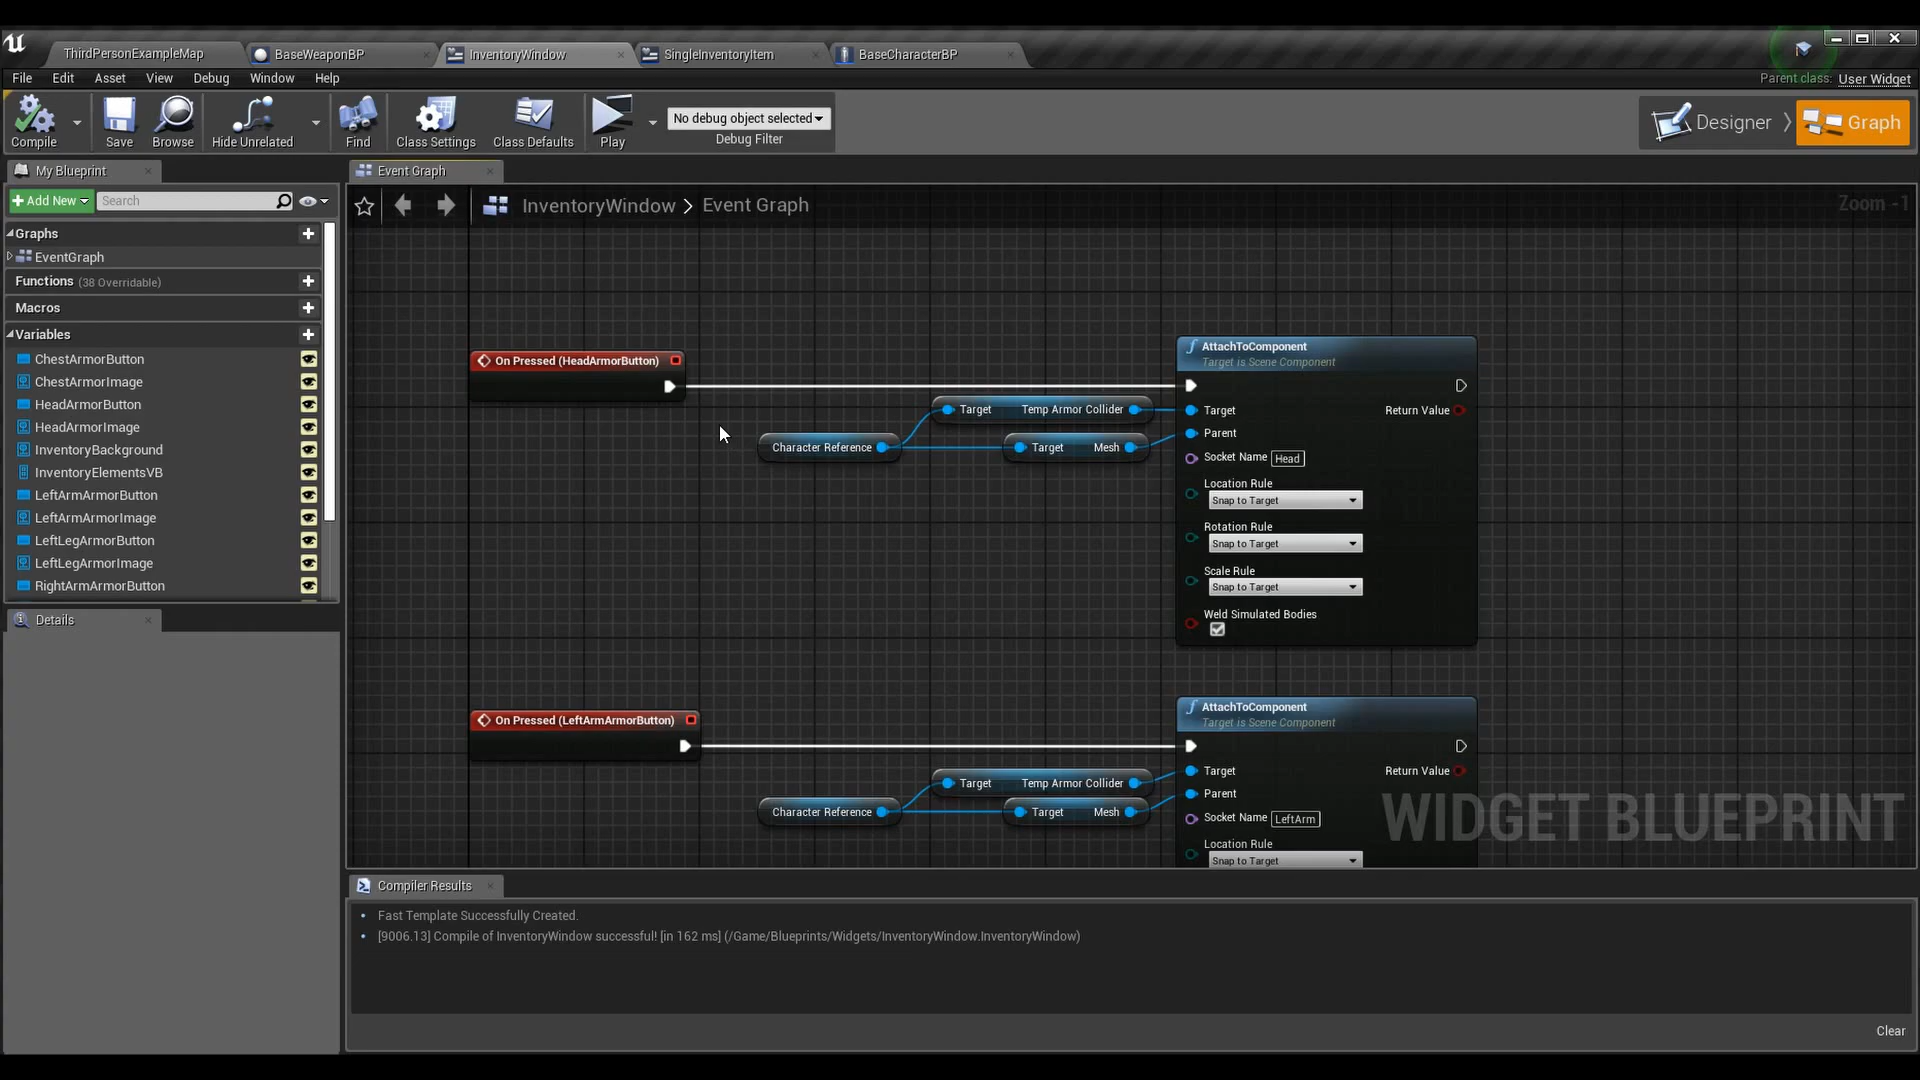 ThirdPersonExampleMap
BaseWeaponBP
InventoryWindow
SingleInventoryItem
BaseCharacterBP
File Edit Asset View Window Debug Help
Parent class: User Widget
Compile
Save
Browse
Hide Unrelated
Find
Class Settings
Class Defaults
Play
No debug object selected
Debug Filter
Designer
Graph
My Blueprint
Event Graph
Add New
Search
InventoryWindow > Event Graph
Zoom -1
Graphs
EventGraph
Functions (38 Overridable)
Macros
Variables
ChestArmorButton
ChestArmorImage
HeadArmorButton
HeadArmorImage
InventoryBackground
InventoryElementsVB
LeftArmArmorButton
LeftArmArmorImage
LeftLegArmorButton
LeftLegArmorImage
RightArmArmorButton
Details
On Pressed (HeadArmorButton)
Character Reference
Target Temp Armor Collider
Target Mesh
AttachToComponent
Target is Scene Component
Target Return Value
Parent
Socket Name Head
Location Rule
Snap to Target
Rotation Rule
Snap to Target
Scale Rule
Snap to Target
Weld Simulated Bodies
On Pressed (LeftArmArmorButton)
Character Reference
Target Temp Armor Collider
Target Mesh
AttachToComponent
Target is Scene Component
Target Return Value
Parent
Socket Name LeftArm
Location Rule
Snap to Target
WIDGET BLUEPRINT
Compiler Results
Fast Template Successfully Created.
[9006.13] Compile of InventoryWindow successful! [in 162 ms] (/Game/Blueprints/Widgets/InventoryWindow.InventoryWindow)
Clear